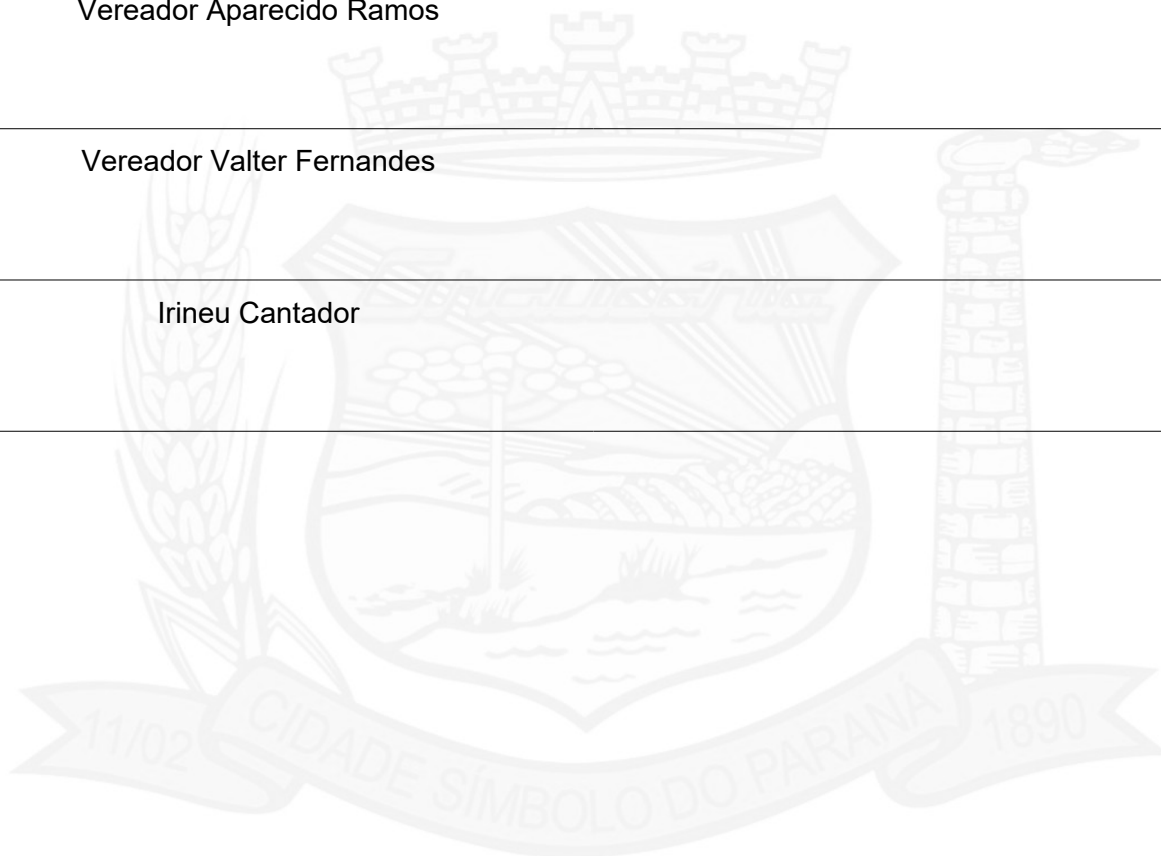 Vereador Aparecido Ramos
Vereador Valter Fernandes
Irineu Cantador
11/02 CIDADE SÍMBOLO DO PARANÁ 1890